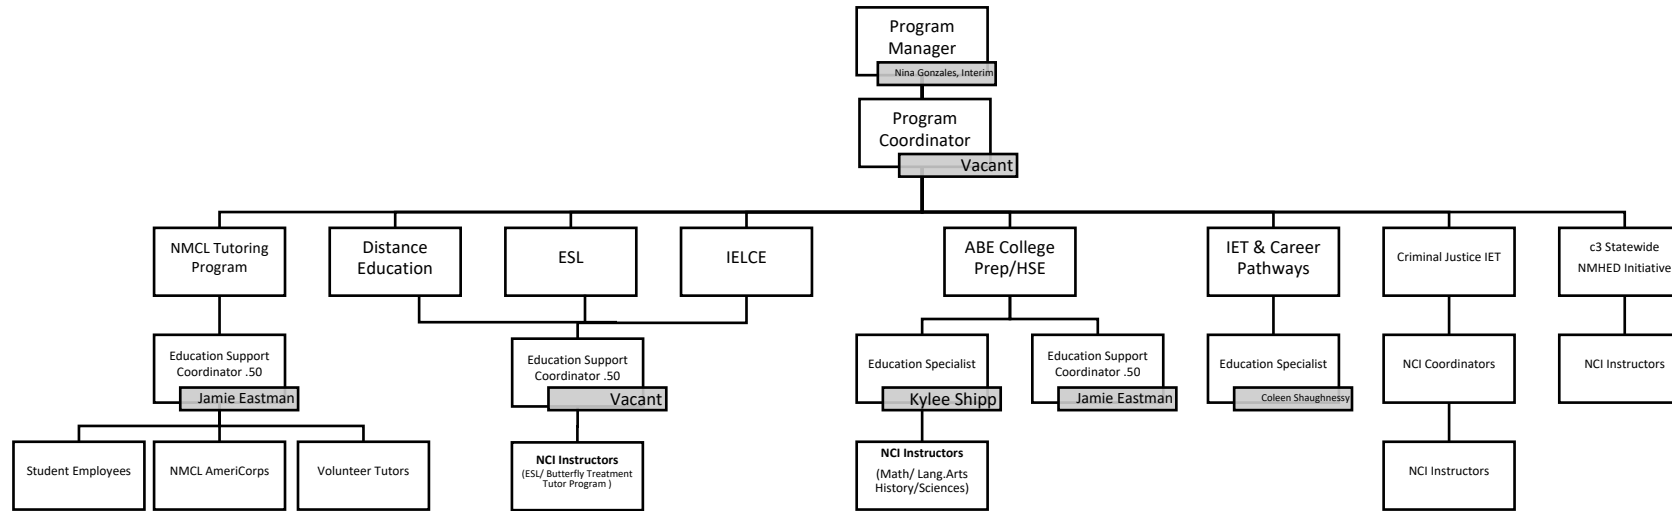 Program
Manager
Nina Gonzales, Interim
Program
Coordinator
Vacant
NMCL Tutoring
Program
Distance
Education
ESL
IELCE
ABE College
Prep/HSE
IET & Career
Pathways
Criminal Justice IET
c3 Statewide
NMHED Initiative
Education Support
Coordinator .50
Jamie Eastman
Education Support
Coordinator .50
Vacant
Education Specialist
Kylee Shipp
Education Support
Coordinator .50
Jamie Eastman
Education Specialist
Coleen Shaughnessy
NCI Coordinators
NCI Instructors
Student Employees
NMCL AmeriCorps
Volunteer Tutors
NCI Instructors
(ESL/ Butterfly Treatment
Tutor Program )
NCI Instructors
(Math/ Lang.Arts
History/Sciences)
NCI Instructors